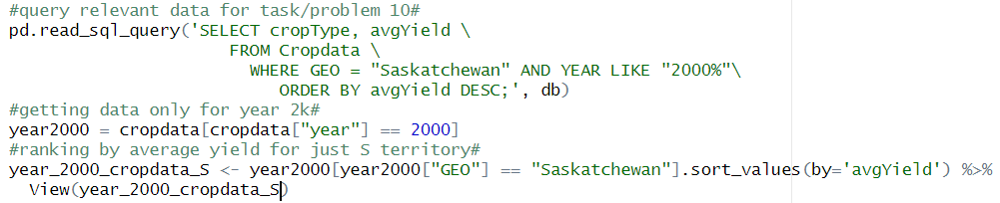 #query relevant data for task/problem 10#
pd.read_sql_query('SELECT cropType, avgYield \
FROM Cropdata \
WHERE GEO = "Saskatchewan" AND YEAR LIKE "2000%"\
ORDER BY avgYield DESC;', db)
#getting data only for year 2k#
year2000 = cropdata[cropdata["year"] == 2000]
#ranking by average yield for just S territory#
year_2000_cropdata_S <- year2000[year2000["GEO"] == "Saskatchewan"].sort_values(by='avgYield') %>%
View(year_2000_cropdata_S)